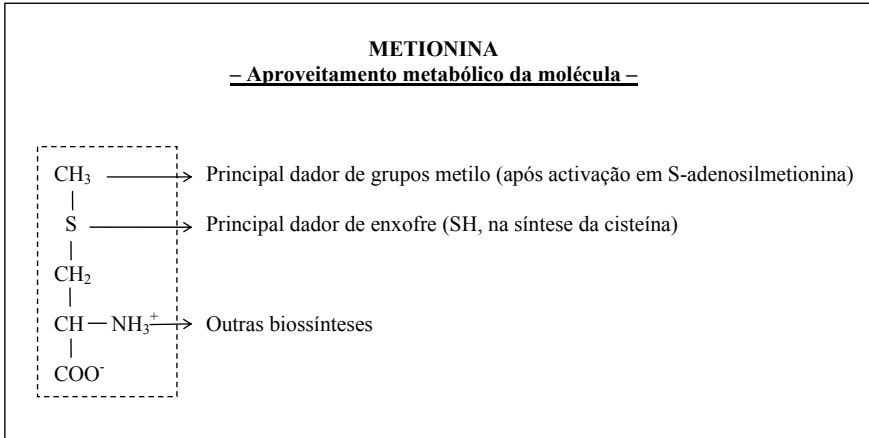 METIONINA
– Aproveitamento metabólico da molécula –
CH₃ Principal dador de grupos metilo (após activação em S-adenosilmetionina)
S Principal dador de enxofre (SH, na síntese da cisteína)
CH₂
CH — NH₃⁺ Outras biossínteses
COO⁻